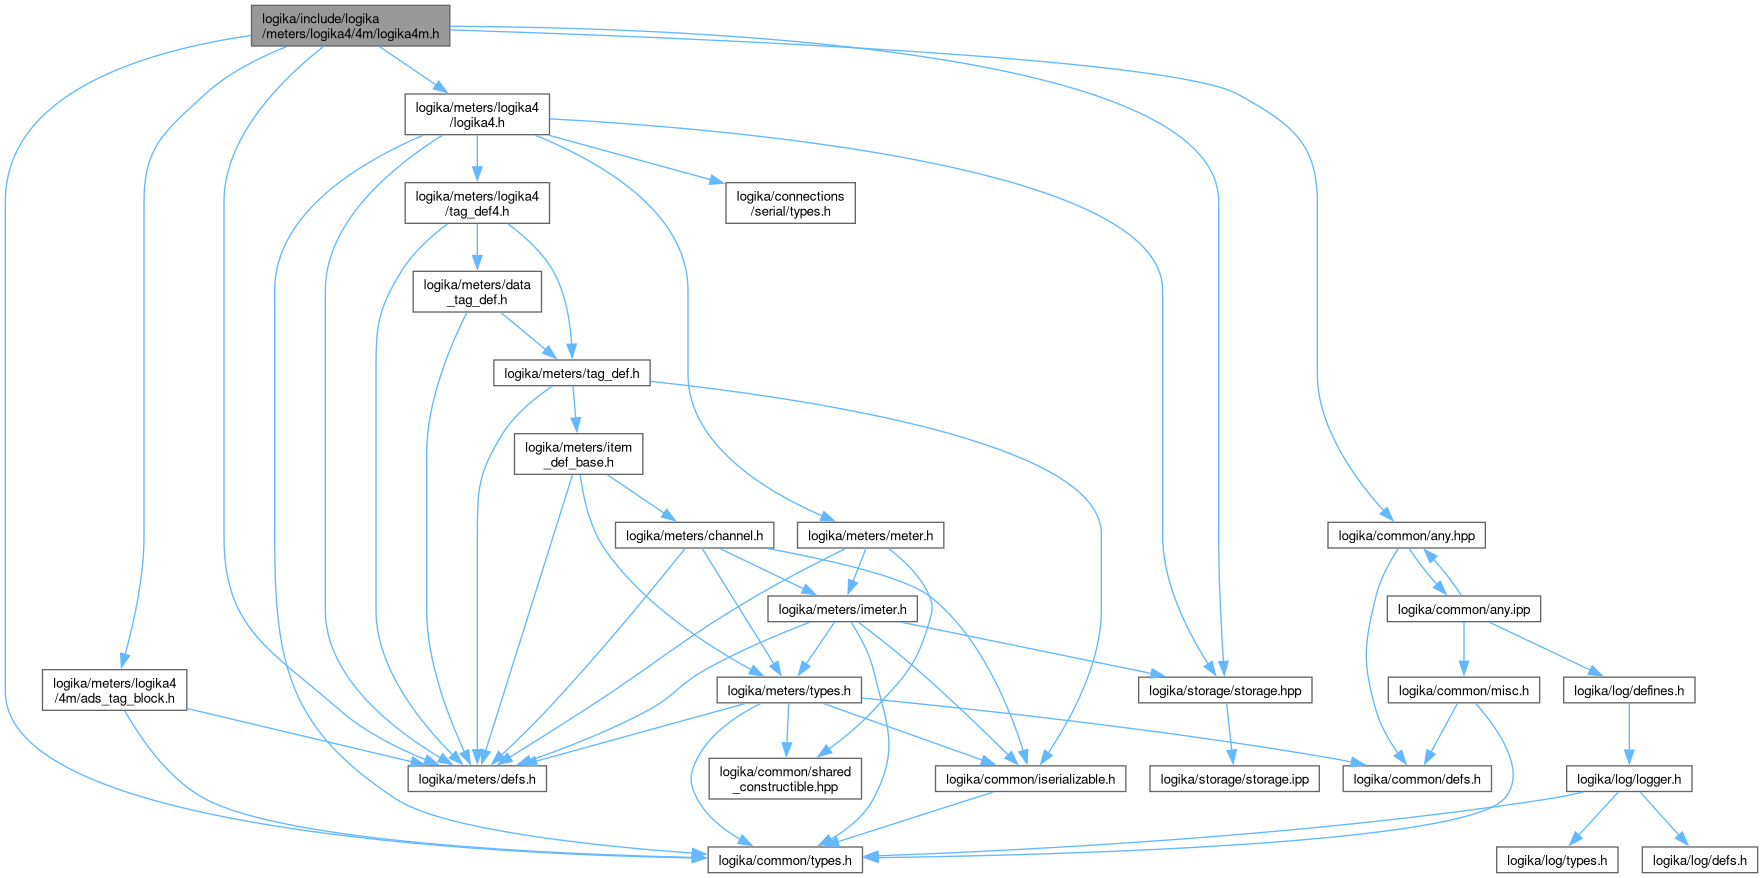 logika/include/logika
/meters/logika4/4m/logika4m.h
logika/meters/logika4
/logika4.h
logika/meters/logika4
/tag_def4.h
logika/connections
/serial/types.h
logika/meters/data
_tag_def.h
logika/meters/tag_def.h
logika/meters/item
_def_base.h
logika/meters/channel.h
logika/meters/meter.h
logika/common/any.hpp
logika/meters/imeter.h
logika/common/any.ipp
logika/meters/logika4
/4m/ads_tag_block.h
logika/meters/types.h
logika/storage/storage.hpp
logika/common/misc.h
logika/log/defines.h
logika/meters/defs.h
logika/common/shared
_constructible.hpp
logika/common/iserializable.h
logika/storage/storage.ipp
logika/common/defs.h
logika/log/logger.h
logika/common/types.h
logika/log/types.h
logika/log/defs.h